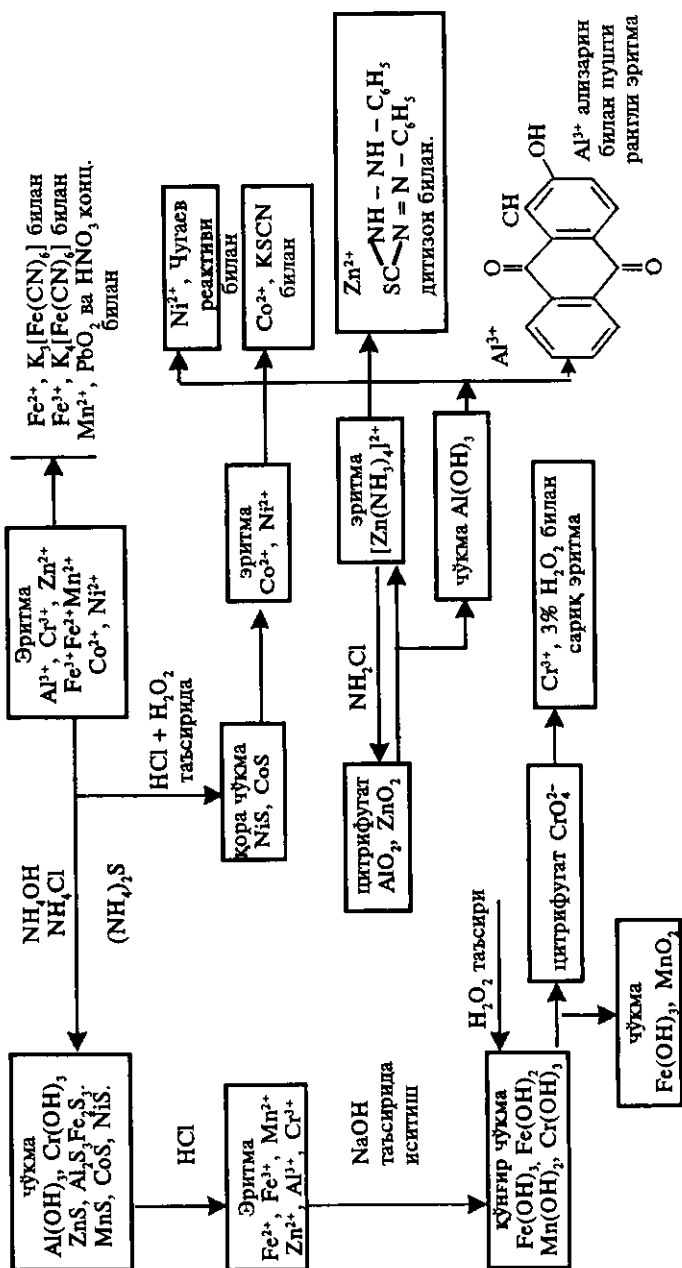 Эритма
Al³⁺, Cr³⁺, Zn²⁺
Fe³⁺Fe²⁺Mn²⁺
Co²⁺, Ni²⁺
Fe²⁺, K₃[Fe(CN)₆] билан
Fe³⁺, K₄[Fe(CN)₆] билан
Mn²⁺, PbO₂ ва HNO₃ конц.
билан
NH₄OH
NH₄Cl
(NH₄)₂S
HCl + H₂O₂
таъсирида
чўкма
Al(OH)₃, Cr(OH)₃
ZnS, Al₂S₃Fe₂S₃.
MnS, CoS, NiS.
қора чўкма
NiS, CoS
эритма
Co²⁺, Ni²⁺
Ni²⁺, Чугаев
реактиви
билан
Co²⁺, KSCN
билан
HCl
Эритма
Fe²⁺, Fe³⁺, Mn²⁺
Zn²⁺, Al³⁺, Cr³⁺
цитрифугат
AlO₂, ZnO₂
NH₂Cl
эритма
[Zn(NH₃)₄]²⁺
Zn²⁺
SC
NH – NH – C₆H₅
N = N – C₆H₅
дитизон билан.
чўкма Al(OH)₃
NaOH
таъсирида
иситиш
H₂O₂ таъсири
қўнғир чўкма
Fe(OH)₃, Fe(OH)₂
Mn(OH)₂, Cr(OH)₃
цитрифугат CrO₄²⁻
Cr³⁺, 3% H₂O₂ билан
сариқ эритма
чўкма
Fe(OH)₃, MnO₂
Al³⁺
O
CH
OH
O
Al³⁺ ализарин
билан пушти
рангли эритма